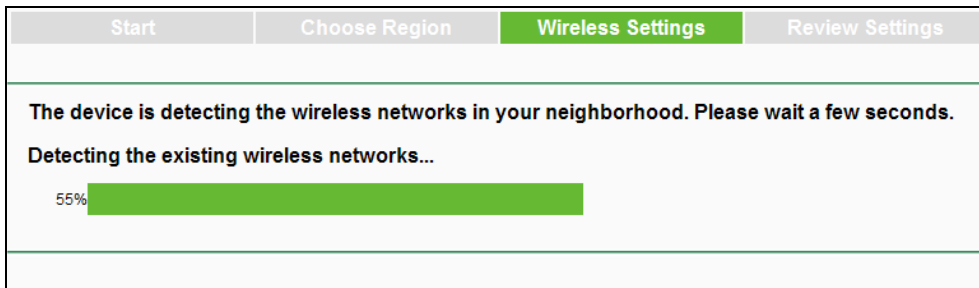 Start Choose Region Wireless Settings Review Settings
The device is detecting the wireless networks in your neighborhood. Please wait a few seconds.
Detecting the existing wireless networks...
55%